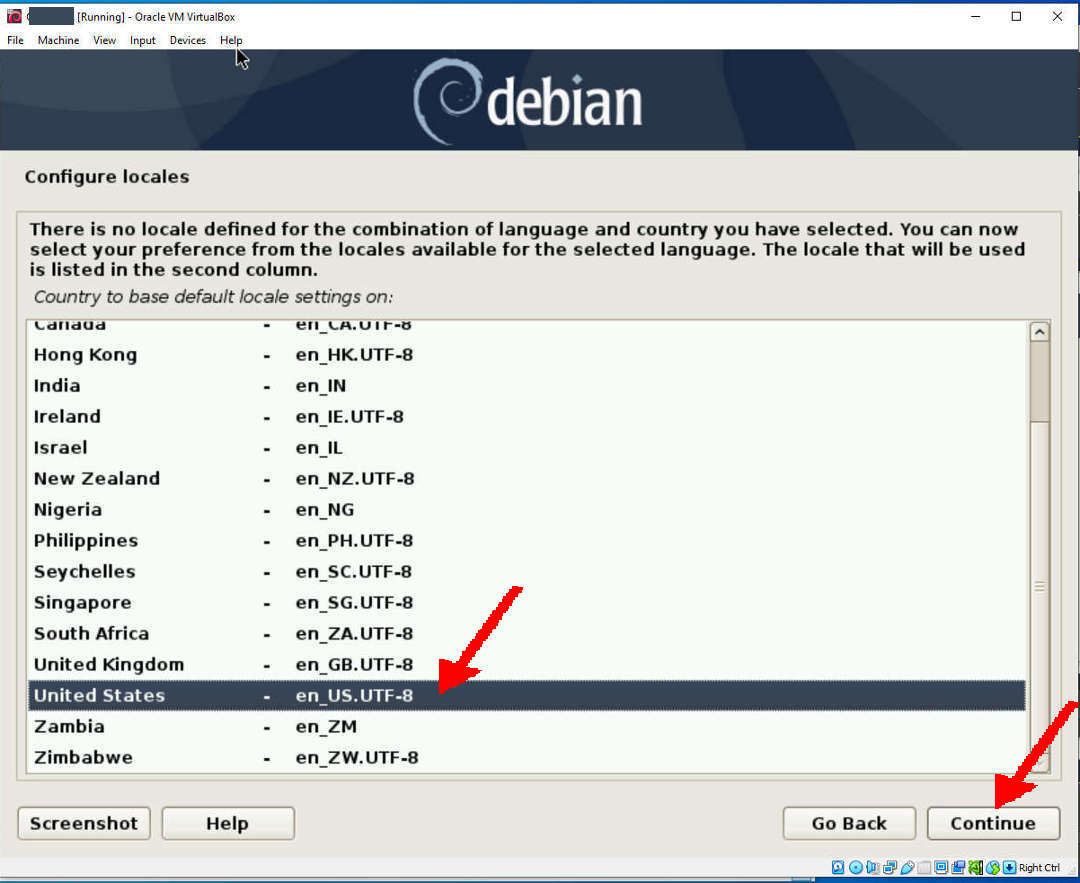 [Running] - Oracle VM VirtualBox
File Machine View Input Devices Help
debian
Configure locales
There is no locale defined for the combination of language and country you have selected. You can now
select your preference from the locales available for the selected language. The locale that will be used
is listed in the second column.
Country to base default locale settings on:
Canada - en_CA.UTF-8
Hong Kong - en_HK.UTF-8
India - en_IN
Ireland - en_IE.UTF-8
Israel - en_IL
New Zealand - en_NZ.UTF-8
Nigeria - en_NG
Philippines - en_PH.UTF-8
Seychelles - en_SC.UTF-8
Singapore - en_SG.UTF-8
South Africa - en_ZA.UTF-8
United Kingdom - en_GB.UTF-8
United States - en_US.UTF-8
Zambia - en_ZM
Zimbabwe - en_ZW.UTF-8
Screenshot Help Go Back Continue
Right Ctrl